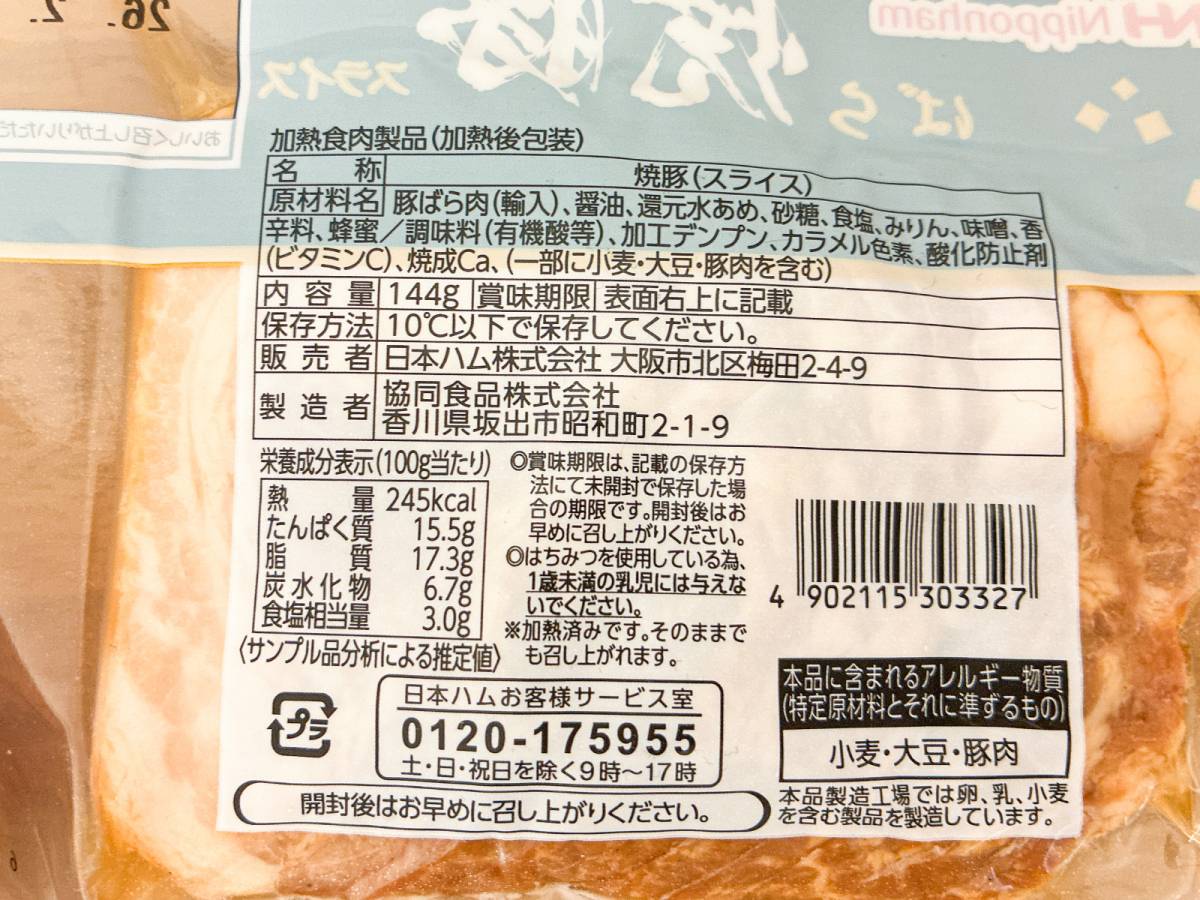 26. 2.
NH Nipponham
焼豚
ばら
スライス
おいしく召し上がりいただ
加熱食肉製品(加熱後包装)
名 称 焼豚(スライス)
原材料名 豚ばら肉(輸入)、醤油、還元水あめ、砂糖、食塩、みりん、味噌、香
辛料、蜂蜜/調味料(有機酸等)、加工デンプン、カラメル色素、酸化防止剤
(ビタミンC)、焼成Ca、(一部に小麦・大豆・豚肉を含む)
内容量 144g 賞味期限 表面右上に記載
保存方法 10℃以下で保存してください。
販売者 日本ハム株式会社 大阪市北区梅田2-4-9
製造者 協同食品株式会社
香川県坂出市昭和町2-1-9
栄養成分表示(100g当たり)
熱量 245kcal
たんぱく質 15.5g
脂質 17.3g
炭水化物 6.7g
食塩相当量 3.0g
〈サンプル品分析による推定値〉
◎賞味期限は、記載の保存方
法にて未開封で保存した場
合の期限です。開封後はお
早めに召し上がりください。
◎はちみつを使用している為、
1歳未満の乳児には与えな
いでください。
※加熱済みです。そのままで
も召し上がれます。
4 902115 303327
プラ
日本ハムお客様サービス室
0120-175955
土・日・祝日を除く9時〜17時
開封後はお早めに召し上がりください。
本品に含まれるアレルギー物質
(特定原材料とそれに準ずるもの)
小麦・大豆・豚肉
本品製造工場では卵、乳、小麦
を含む製品を製造しています。
6